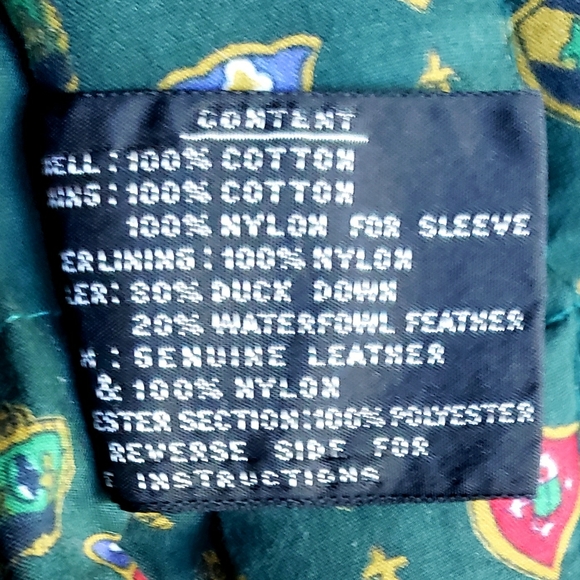 CONTENT
ELL: 100% COTTON
ING: 100% COTTON
100% NYLON FOR SLEEVE
ERLINING: 100% NYLON
LER: 80% DUCK DOWN
20% WATERFOWL FEATHER
: GENUINE LEATHER
& 100% NYLON
ESTER SECTION: 100% POLYESTER
REVERSE SIDE FOR
E INSTRUCTIONS